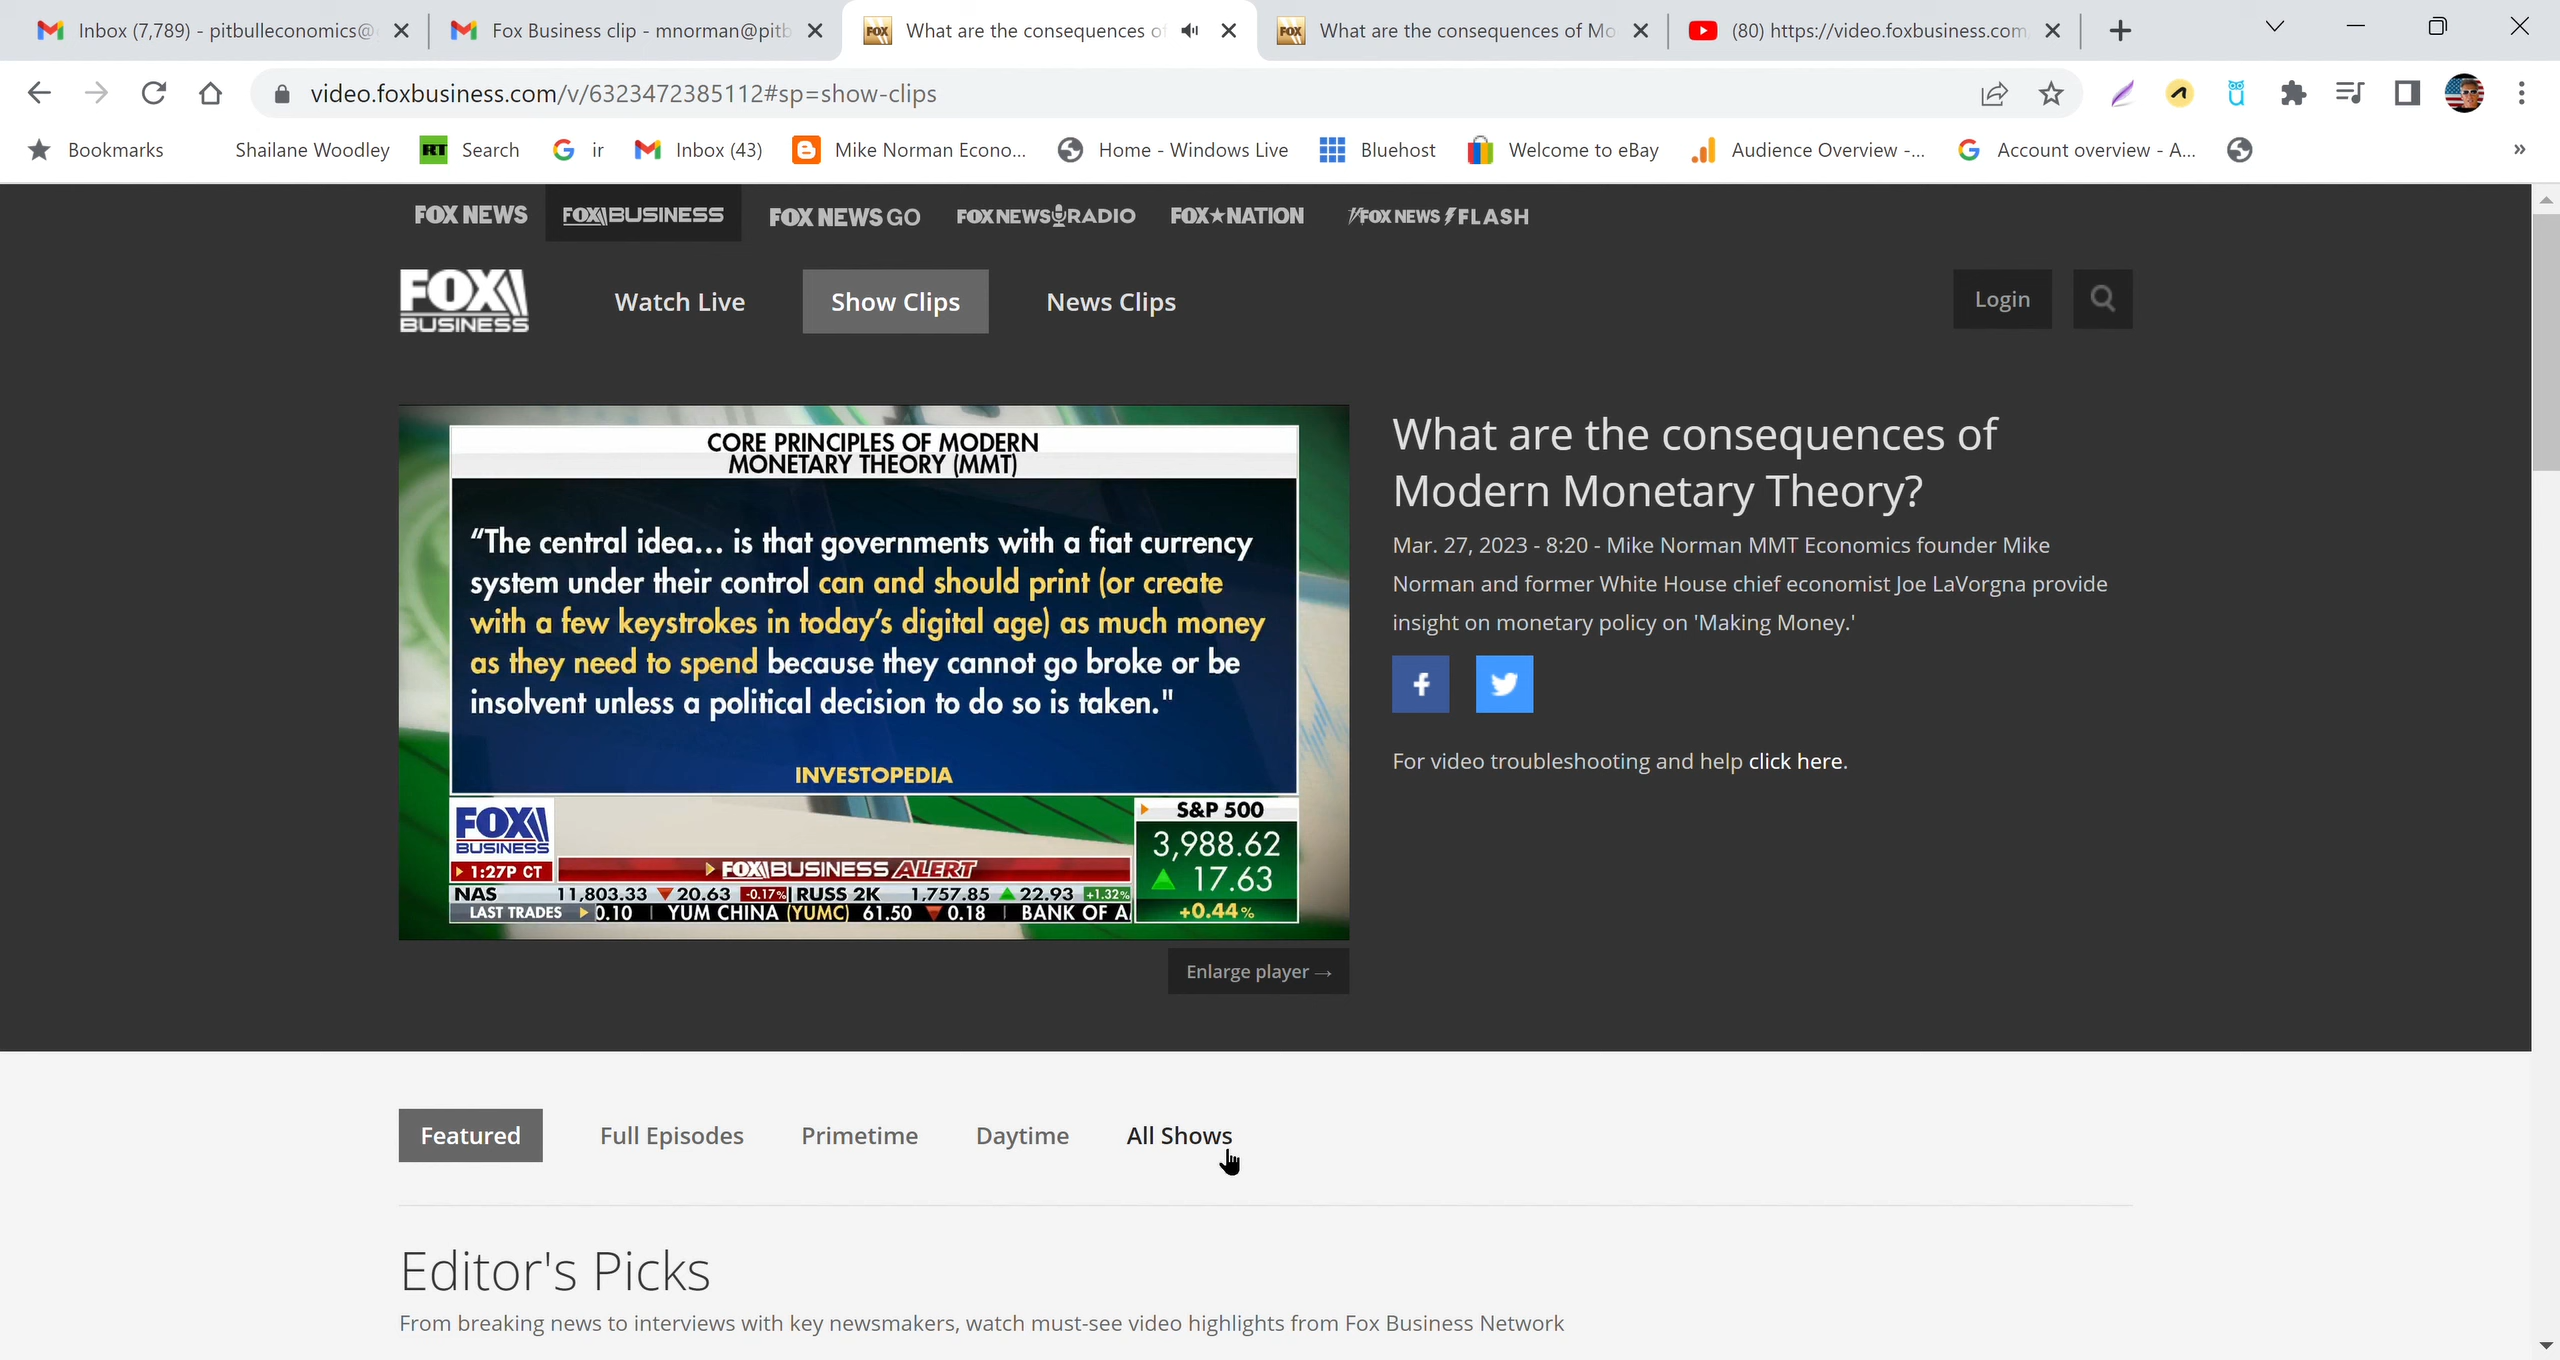 Inbox (7,789) - pitbulleconomics@
Fox Business clip - mnorman@pitb
What are the consequences of
What are the consequences of Mo
(80) https://video.foxbusiness.com
video.foxbusiness.com/v/6323472385112#sp=show-clips
Bookmarks
Shailane Woodley
RT Search
ir
Inbox (43)
Mike Norman Econo...
Home - Windows Live
Bluehost
Welcome to eBay
Audience Overview -...
Account overview - A...
»
FOX NEWS
FOX BUSINESS
FOX NEWS GO
FOX NEWS RADIO
FOX★NATION
FOX NEWS FLASH
FOX BUSINESS
Watch Live
Show Clips
News Clips
Login
CORE PRINCIPLES OF MODERN
MONETARY THEORY (MMT)
“The central idea... is that governments with a fiat currency
system under their control can and should print (or create
with a few keystrokes in today’s digital age) as much money
as they need to spend because they cannot go broke or be
insolvent unless a political decision to do so is taken."
INVESTOPEDIA
FOX BUSINESS
1:27P CT
FOX BUSINESS ALERT
NAS 11,803.33 ▼20.63 -0.17% RUSS 2K 1,757.85 ▲22.93 +1.32%
LAST TRADES 0.10 | YUM CHINA (YUMC) 61.50 ▼0.18 | BANK OF A
S&P 500
3,988.62
▲ 17.63
+0.44%
Enlarge player →
What are the consequences of
Modern Monetary Theory?
Mar. 27, 2023 - 8:20 - Mike Norman MMT Economics founder Mike
Norman and former White House chief economist Joe LaVorgna provide
insight on monetary policy on 'Making Money.'
For video troubleshooting and help click here.
Featured
Full Episodes
Primetime
Daytime
All Shows
Editor's Picks
From breaking news to interviews with key newsmakers, watch must-see video highlights from Fox Business Network